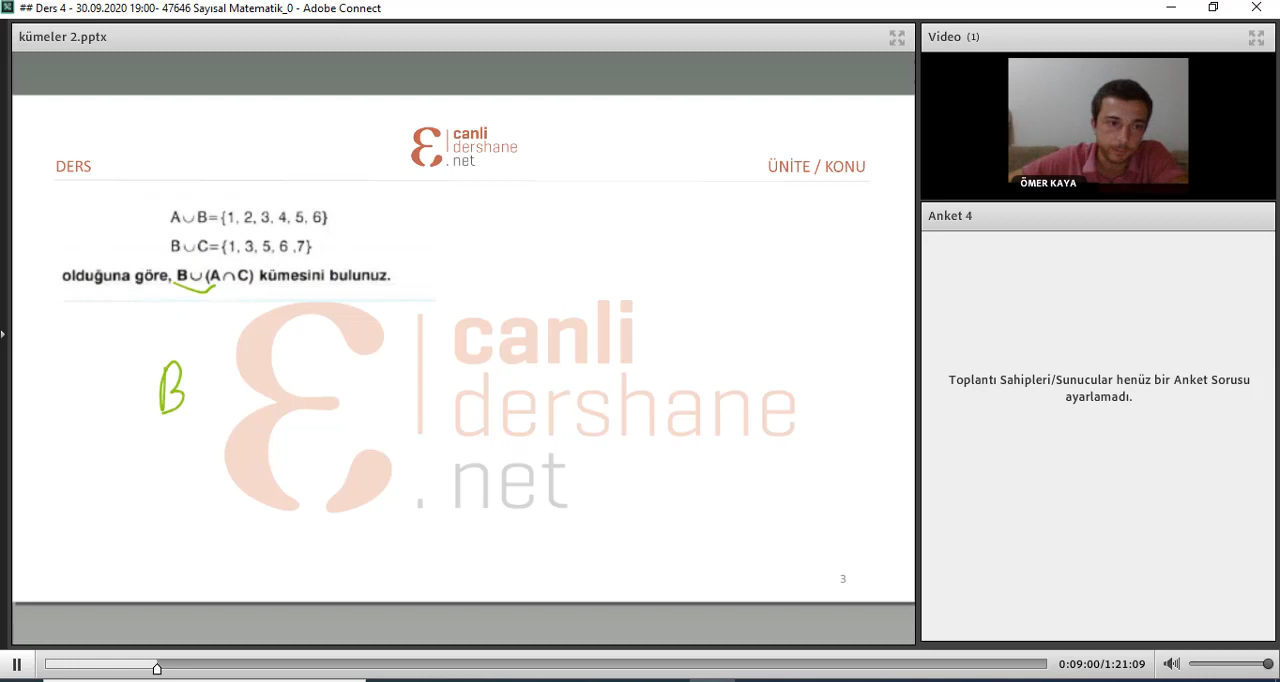 ## Ders 4 - 30.09.2020 19:00- 47646 Sayısal Matematik_0 - Adobe Connect
kümeler 2.pptx
canli
dershane
. net
DERS
ÜNİTE / KONU
A∪B={1, 2, 3, 4, 5, 6}
B∪C={1, 3, 5, 6 ,7}
olduğuna göre, B∪(A∩C) kümesini bulunuz.
B
canli
dershane
. net
3
Video (1)
ÖMER KAYA
Anket 4
Toplantı Sahipleri/Sunucular henüz bir Anket Sorusu
ayarlamadı.
0:09:00/1:21:09